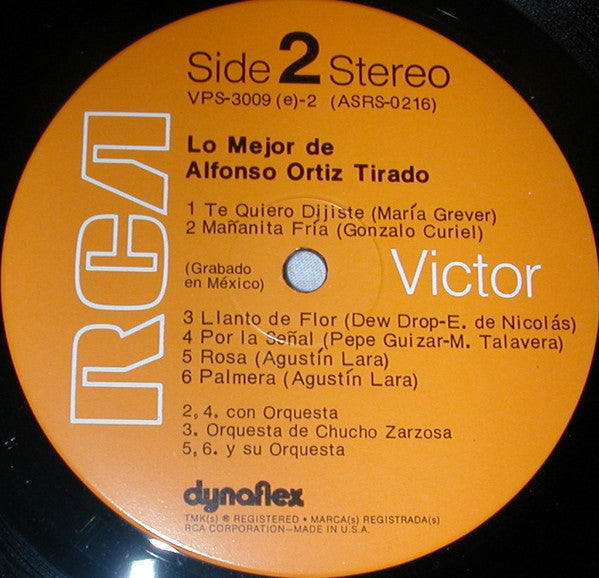 RCA
Side 2 Stereo
VPS-3009 (e)-2 (ASRS-0216)
Lo Mejor de
Alfonso Ortiz Tirado
1 Te Quiero Dijiste (María Grever)
2 Mañanita Fría (Gonzalo Curiel)
(Grabado
en México)
Victor
3 Llanto de Flor (Dew Drop-E. de Nicolás)
4 Por la Señal (Pepe Guizar-M. Talavera)
5 Rosa (Agustín Lara)
6 Palmera (Agustín Lara)
2, 4. con Orquesta
3. Orquesta de Chucho Zarzosa
5, 6. y su Orquesta
dynaflex
TMK(s) ® REGISTERED • MARCA(s) REGISTRADA(s)
RCA CORPORATION—MADE IN U.S.A.